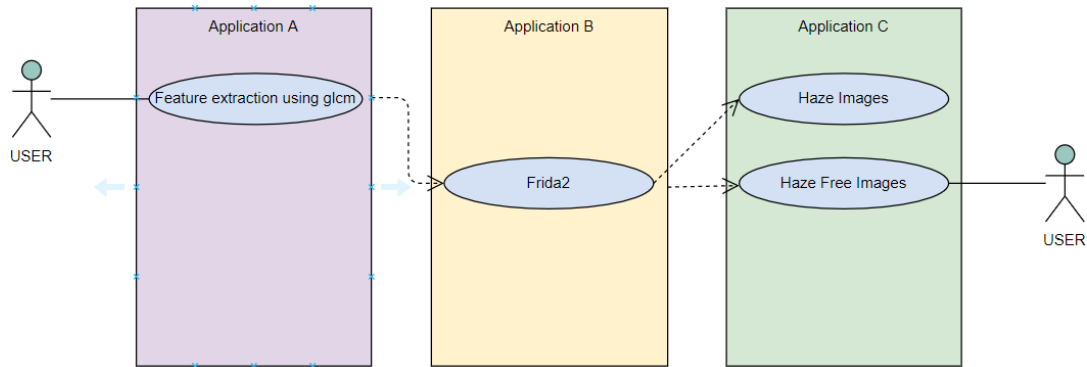 Application A
Application B
Application C
Feature extraction using glcm
Haze Images
USER
Frida2
Haze Free Images
USER